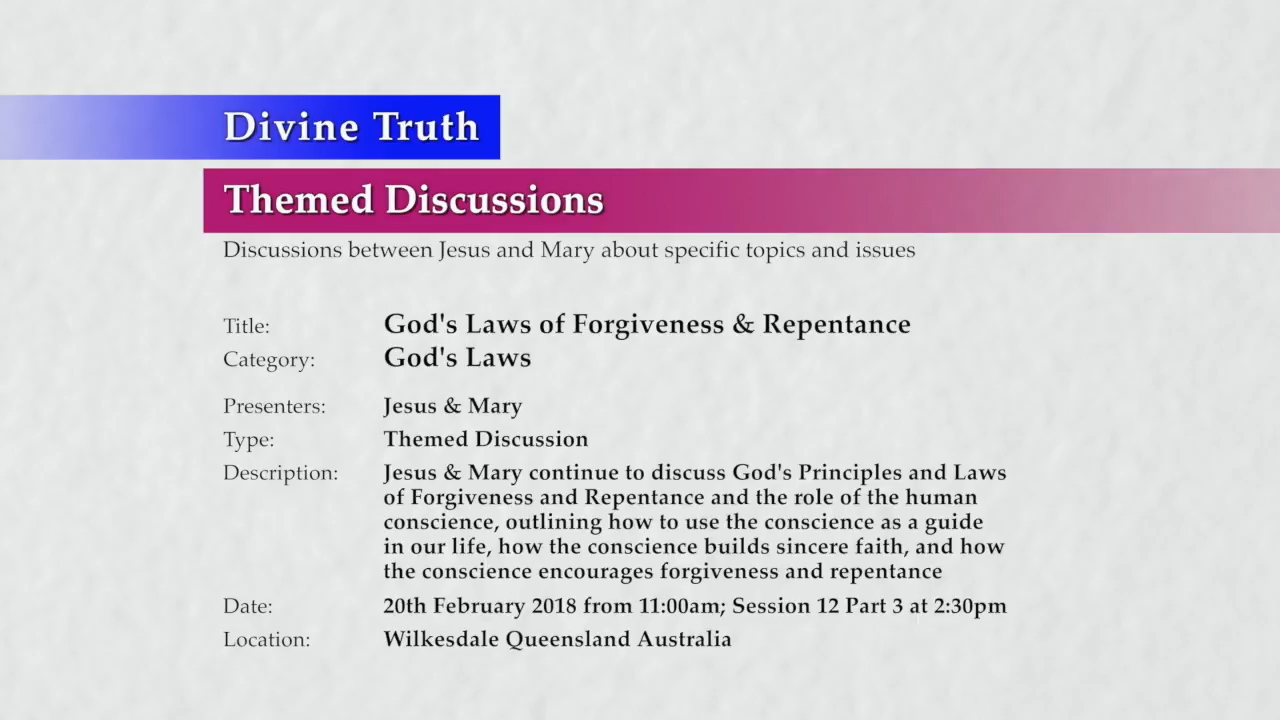 Divine Truth
Themed Discussions
Discussions between Jesus and Mary about specific topics and issues
Title: God's Laws of Forgiveness & Repentance
Category: God's Laws
Presenters: Jesus & Mary
Type: Themed Discussion
Description: Jesus & Mary continue to discuss God's Principles and Laws
of Forgiveness and Repentance and the role of the human
conscience, outlining how to use the conscience as a guide
in our life, how the conscience builds sincere faith, and how
the conscience encourages forgiveness and repentance
Date: 20th February 2018 from 11:00am; Session 12 Part 3 at 2:30pm
Location: Wilkesdale Queensland Australia